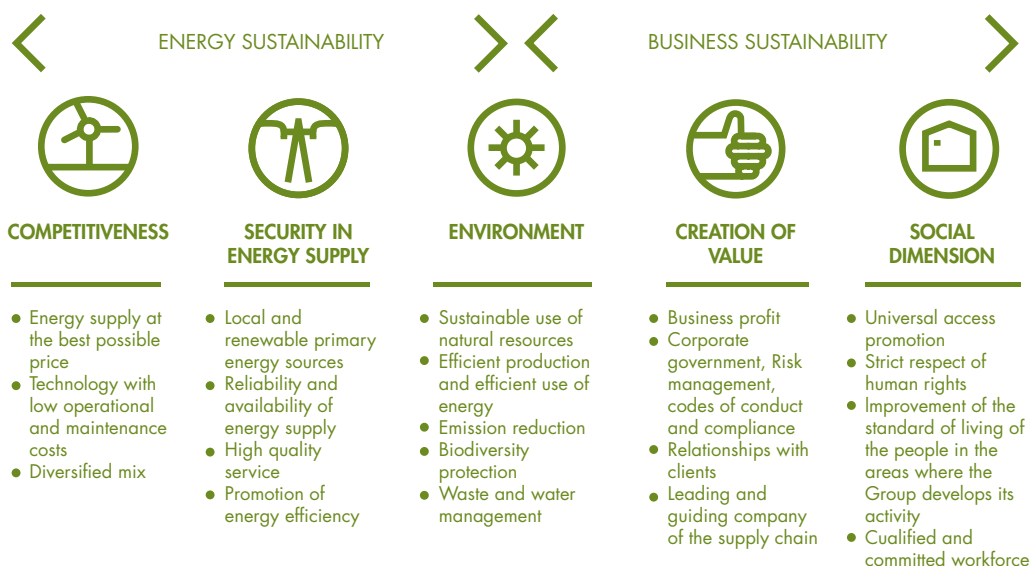 ENERGY SUSTAINABILITY
BUSINESS SUSTAINABILITY
COMPETITIVENESS
• Energy supply at
the best possible
price
• Technology with
low operational
and maintenance
costs
• Diversified mix
SECURITY IN
ENERGY SUPPLY
• Local and
renewable primary
energy sources
• Reliability and
availability of
energy supply
• High quality
service
• Promotion of
energy efficiency
ENVIRONMENT
• Sustainable use of
natural resources
• Efficient production
and efficient use of
energy
• Emission reduction
• Biodiversity
protection
• Waste and water
management
CREATION OF
VALUE
• Business profit
• Corporate
government, Risk
management,
codes of conduct
and compliance
• Relationships with
clients
• Leading and
guiding company
of the supply chain
SOCIAL
DIMENSION
• Universal access
promotion
• Strict respect of
human rights
• Improvement of the
standard of living of
the people in the
areas where the
Group develops its
activity
• Cualified and
committed workforce